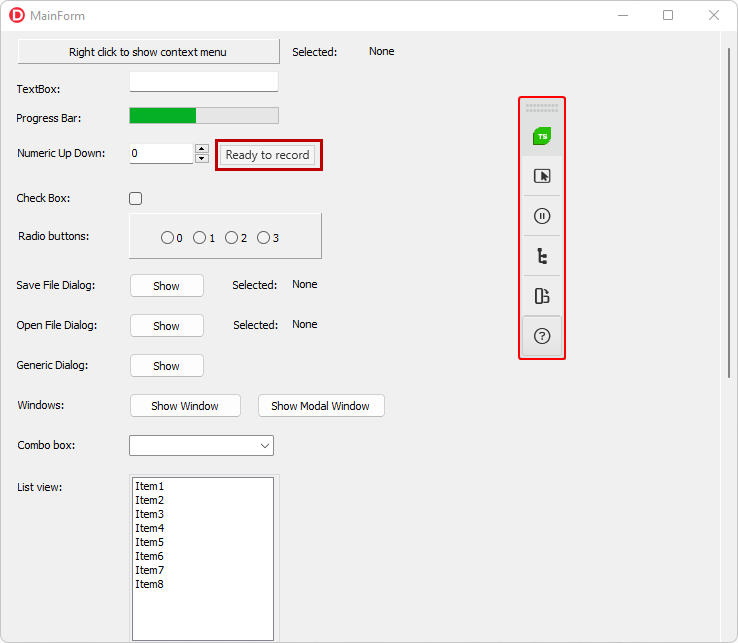 MainForm
Right click to show context menu Selected: None
TextBox:
Progress Bar:
Numeric Up Down: 0 Ready to record
TS
Check Box:
Radio buttons: 0 1 2 3
Save File Dialog: Show Selected: None
Open File Dialog: Show Selected: None
?
Generic Dialog: Show
Windows: Show Window Show Modal Window
Combo box:
List view:
Item1
Item2
Item3
Item4
Item5
Item6
Item7
Item8